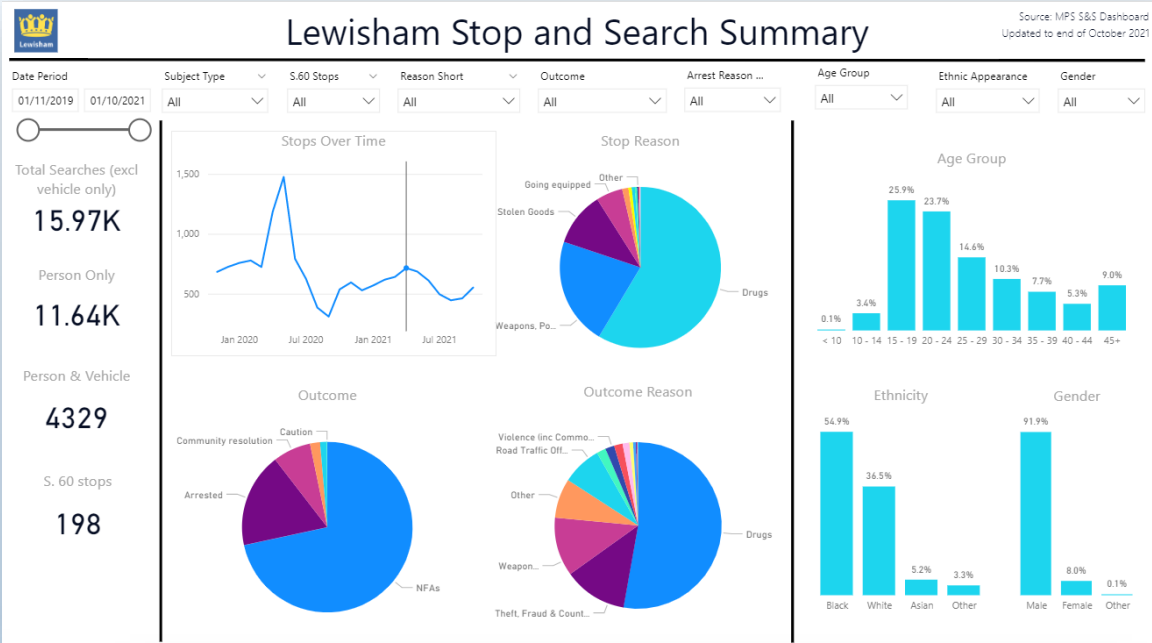 Lewisham
Lewisham Stop and Search Summary
Source: MPS S&S Dashboard
Updated to end of October 2021
Date Period
01/11/2019 01/10/2021
Subject Type
All
S.60 Stops
All
Reason Short
All
Outcome
All
Arrest Reason ...
All
Age Group
All
Ethnic Appearance
All
Gender
All
Total Searches (excl
vehicle only)
15.97K
Person Only
11.64K
Person & Vehicle
4329
S. 60 stops
198
Stops Over Time
1,500
1,000
500
Jan 2020 Jul 2020 Jan 2021 Jul 2021
Stop Reason
Other
Going equipped
Stolen Goods
Weapons, Po...
Drugs
Outcome
Caution
Community resolution
Arrested
NFAs
Outcome Reason
Violence (inc Commo...
Road Traffic Off...
Other
Weapon...
Theft, Fraud & Count...
Drugs
Age Group
0.1% 3.4% 25.9% 23.7% 14.6% 10.3% 7.7% 5.3% 9.0%
< 10 10 - 14 15 - 19 20 - 24 25 - 29 30 - 34 35 - 39 40 - 44 45+
Ethnicity
54.9% 36.5% 5.2% 3.3%
Black White Asian Other
Gender
91.9% 8.0% 0.1%
Male Female Other